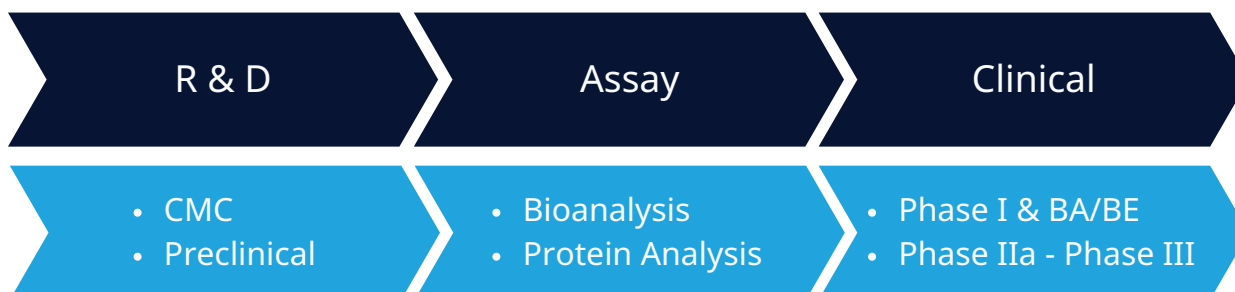 R & D
Assay
Clinical
• CMC
• Preclinical
• Bioanalysis
• Protein Analysis
• Phase I & BA/BE
• Phase IIa - Phase III